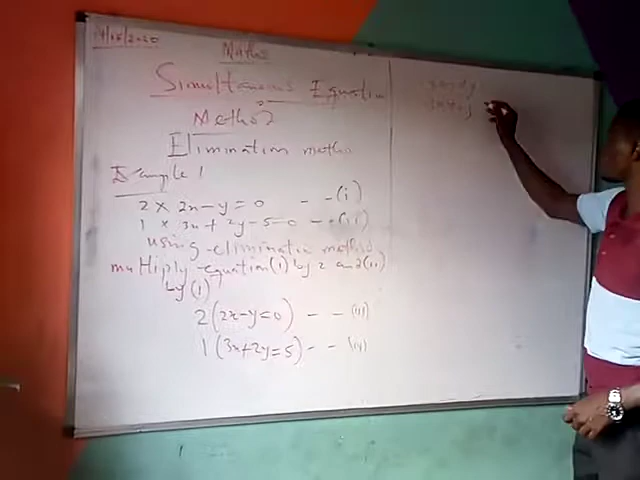 Maths
Simultaneous Equation
Method
Elimination method
Example 1
2 × 2x-y=0 - -(i)
1 × 3x+2y-5=0 - -(ii)
using-elimination method
multiply-equation(1) by 2 and (ii)
by (1)
2(2x-y=0) - - (iii)
1(3x+2y=5) - - (iv)